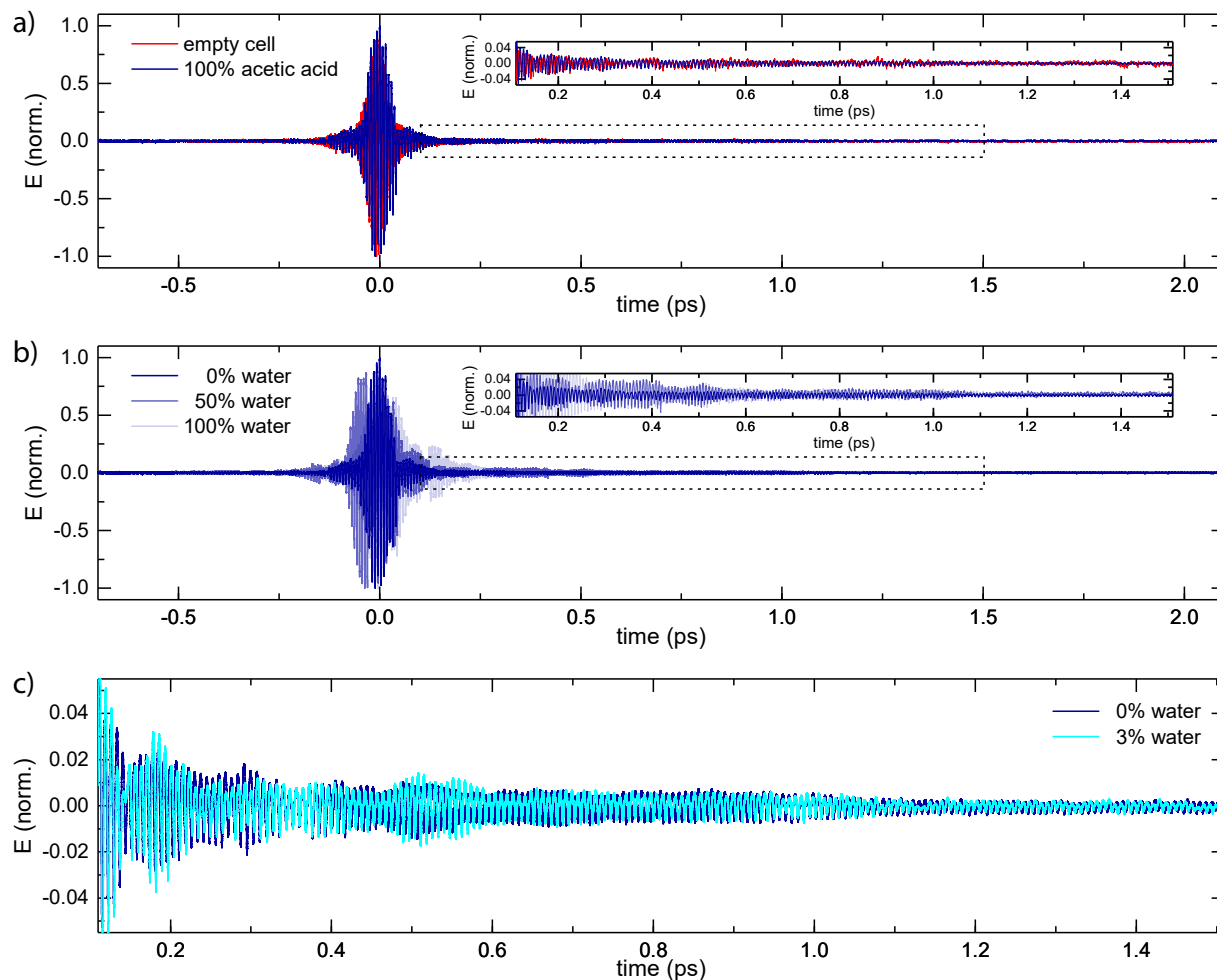 a)
1.0
0.5
0.0
-0.5
-1.0
E (norm.)
empty cell
100% acetic acid
0.04
0.00
-0.04
E (norm.)
0.2 0.4 0.6 0.8 1.0 1.2 1.4
time (ps)
-0.5 0.0 0.5 1.0 1.5 2.0
time (ps)
b)
1.0
0.5
0.0
-0.5
-1.0
E (norm.)
0% water
50% water
100% water
0.04
0.00
-0.04
E (norm.)
0.2 0.4 0.6 0.8 1.0 1.2 1.4
time (ps)
-0.5 0.0 0.5 1.0 1.5 2.0
time (ps)
c)
0.04
0.02
0.00
-0.02
-0.04
E (norm.)
0% water
3% water
0.2 0.4 0.6 0.8 1.0 1.2 1.4
time (ps)